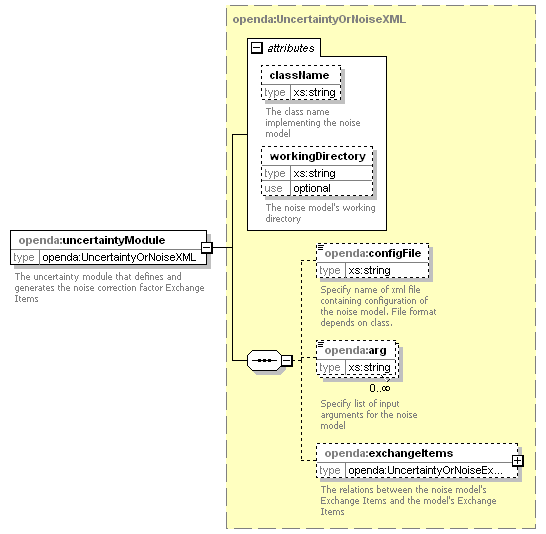 openda:UncertaintyOrNoiseXML
attributes
className
type xs:string
The class name
implementing the noise
model
workingDirectory
type xs:string
use optional
The noise model's working
directory
openda:uncertaintyModule
type openda:UncertaintyOrNoiseXML
The uncertainty module that defines and
generates the noise correction factor Exchange
Items
openda:configFile
type xs:string
Specify name of xml file
containing configuration of
the noise model. File format
depends on class.
openda:arg
type xs:string
0..∞
Specify list of input
arguments for the noise
model
openda:exchangeItems
type openda:UncertaintyOrNoiseEx...
The relations between the noise model's
Exchange Items and the model's Exchange
Items